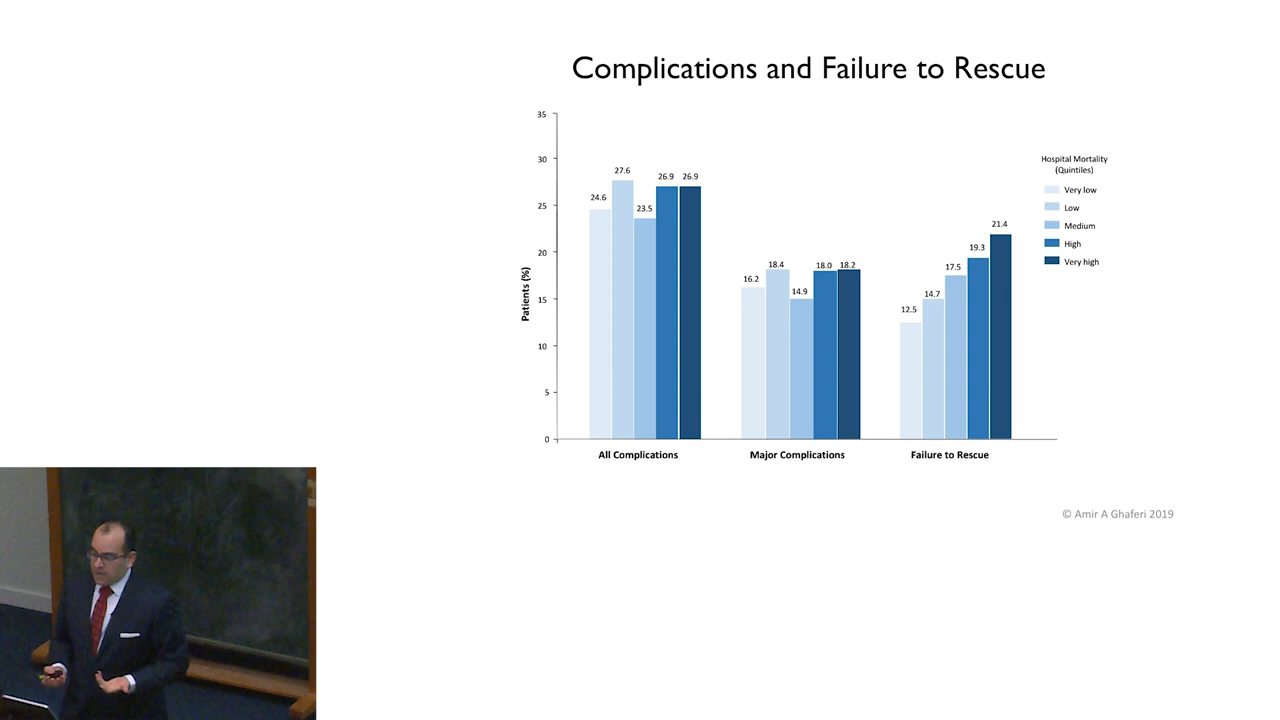 Complications and Failure to Rescue
Patients (%)
35
30
25
20
15
10
5
0
24.6
27.6
23.5
26.9
26.9
16.2
18.4
14.9
18.0
18.2
12.5
14.7
17.5
19.3
21.4
All Complications
Major Complications
Failure to Rescue
Hospital Mortality
(Quintiles)
Very low
Low
Medium
High
Very high
© Amir A Ghaferi 2019